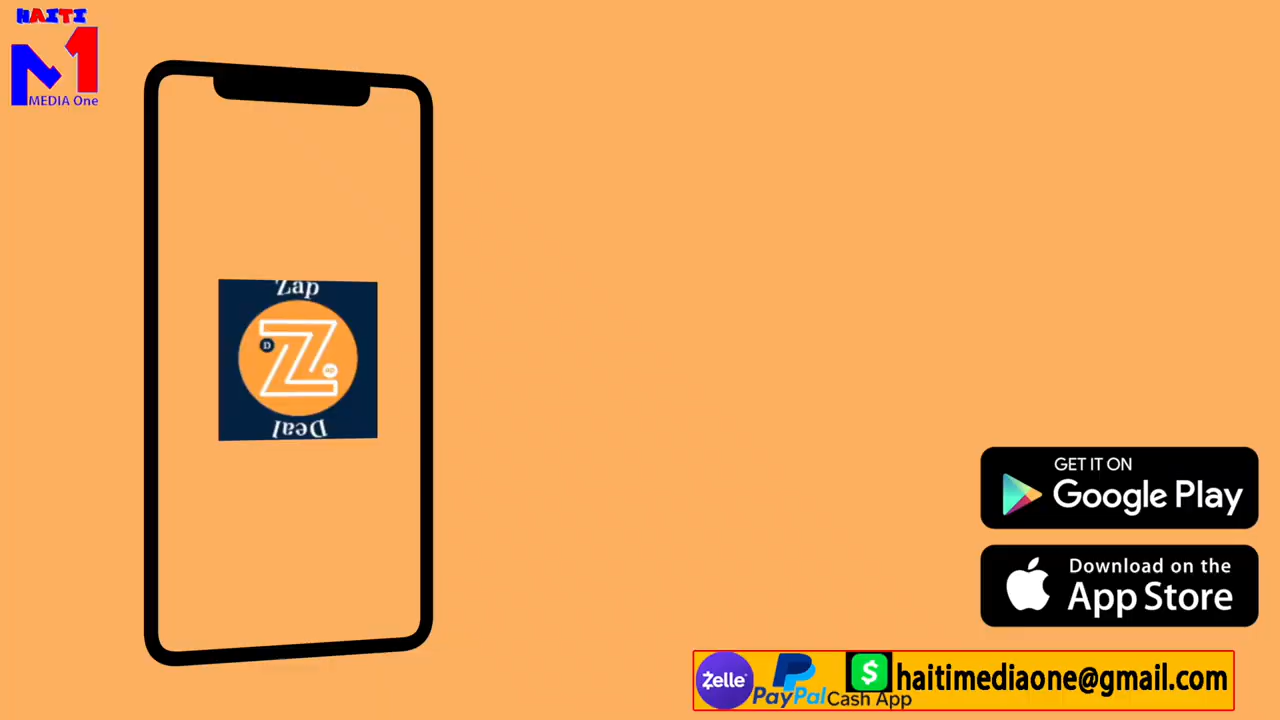 HAITI
M1
MEDIA One
Zap
Z
D
Deal
GET IT ON
Google Play
Download on the
App Store
Zelle
PayPal
Cash App
haitimediaone@gmail.com